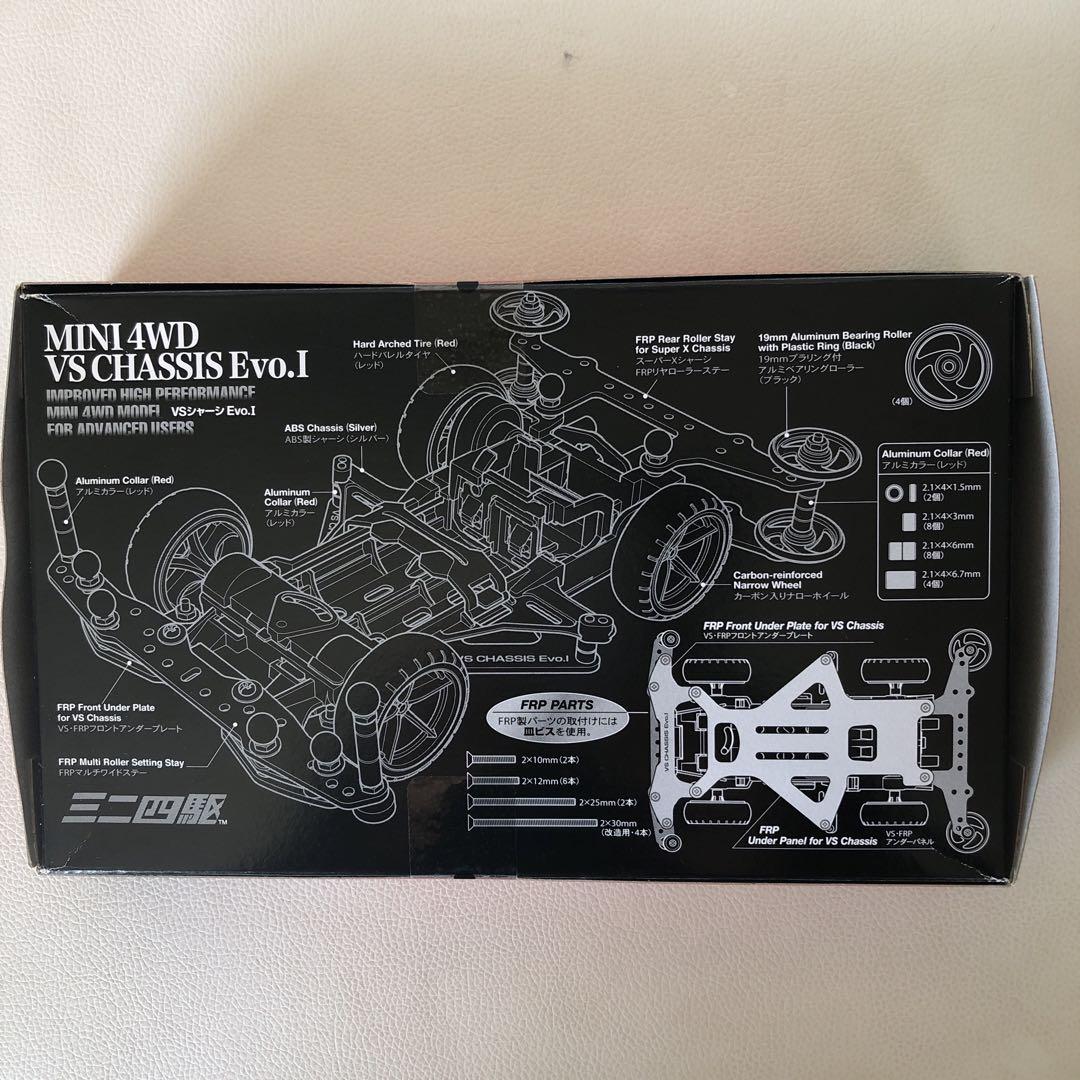 MINI 4WD
VS CHASSIS Evo.I
IMPROVED HIGH PERFORMANCE
MINI 4WD MODEL VSシャーシ Evo.I
FOR ADVANCED USERS
Hard Arched Tire (Red)
ハードバレルタイヤ
(レッド)
FRP Rear Roller Stay
for Super X Chassis
スーパーXシャーシ
FRPリヤローラーステー
19mm Aluminum Bearing Roller
with Plastic Ring (Black)
19mmプラリング付
アルミベアリングローラー
(ブラック)
(4個)
ABS Chassis (Silver)
ABS製シャーシ(シルバー)
Aluminum Collar (Red)
アルミカラー(レッド)
Aluminum
Collar (Red)
アルミカラー
(レッド)
Aluminum Collar (Red)
アルミカラー(レッド)
2.1×4×1.5mm
(2個)
2.1×4×3mm
(8個)
2.1×4×6mm
(8個)
2.1×4×6.7mm
(4個)
Carbon-reinforced
Narrow Wheel
カーボン入りナローホイール
VS CHASSIS Evo.I
FRP Front Under Plate for VS Chassis
VS・FRPフロントアンダープレート
FRP Front Under Plate
for VS Chassis
VS・FRPフロントアンダープレート
FRP Multi Roller Setting Stay
FRPマルチワイドステー
ミニ四駆™
FRP PARTS
FRP製パーツの取付けには
皿ビスを使用。
2×10mm(2本)
2×12mm(6本)
2×25mm(2本)
2×30mm
(改造用・4本)
VS CHASSIS Evo.I
FRP
Under Panel for VS Chassis
VS・FRP
アンダーパネル